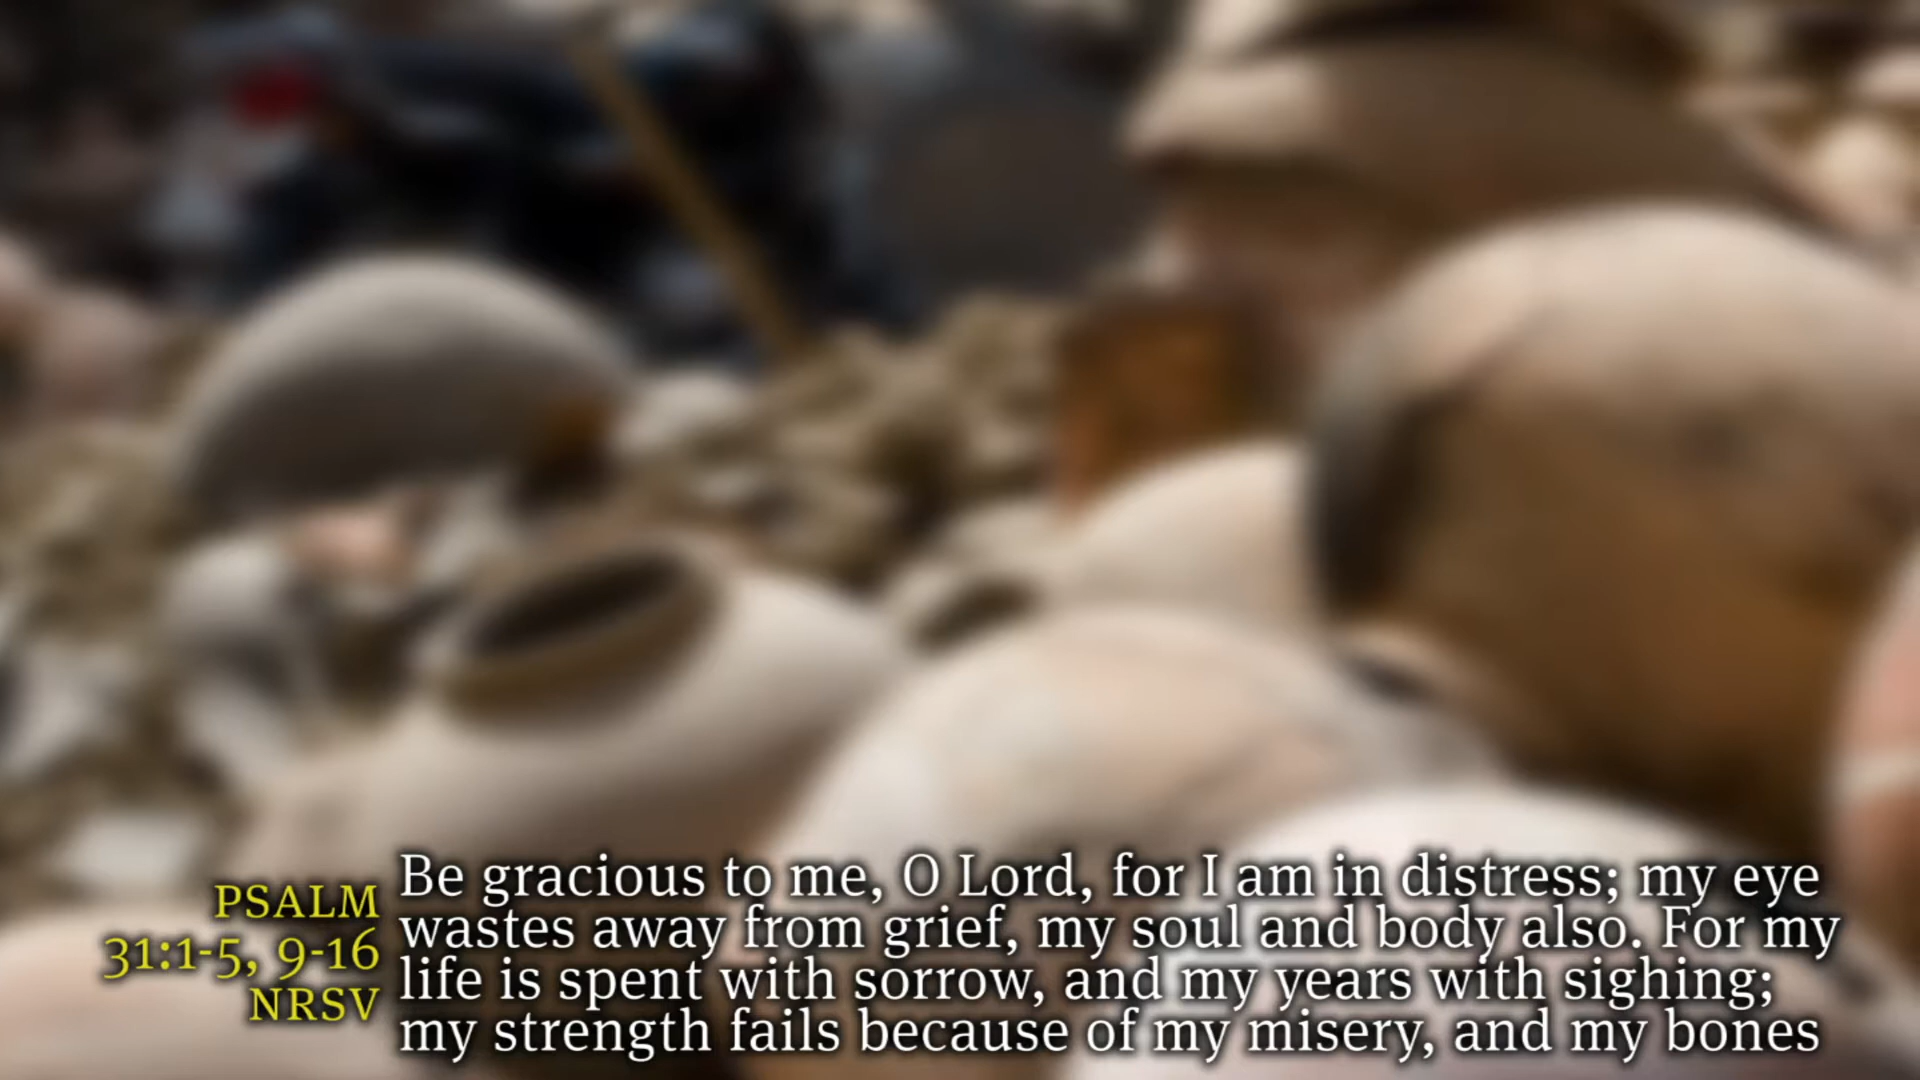 PSALM
31:1-5, 9-16
NRSV
Be gracious to me, O Lord, for I am in distress; my eye
wastes away from grief, my soul and body also. For my
life is spent with sorrow, and my years with sighing;
my strength fails because of my misery, and my bones